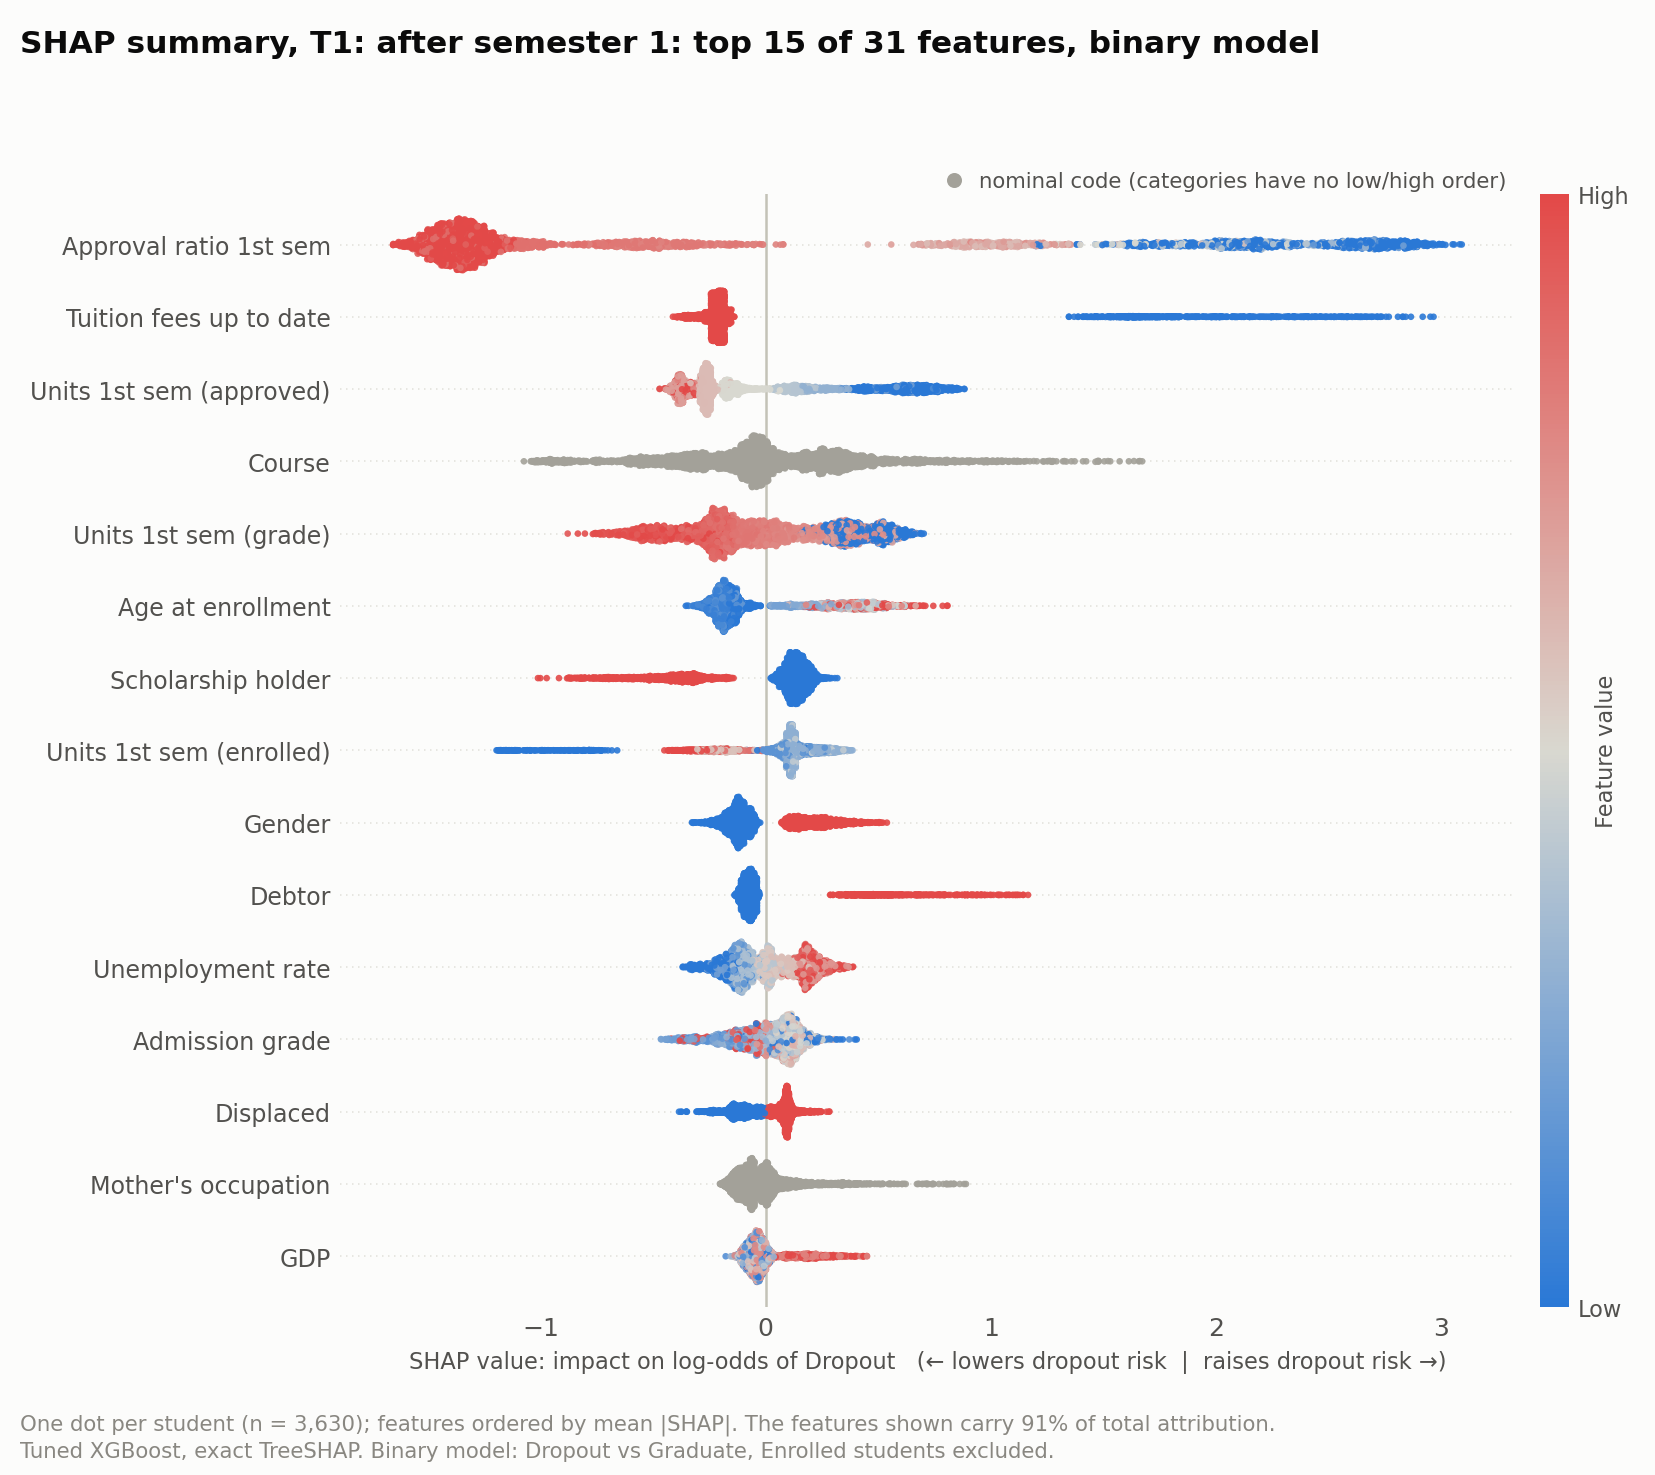 SHAP summary, T1: after semester 1: top 15 of 31 features, binary model
nominal code (categories have no low/high order)
High
Approval ratio 1st sem
Tuition fees up to date
Units 1st sem (approved)
Course
Units 1st sem (grade)
Age at enrollment
Scholarship holder
Units 1st sem (enrolled)
Gender
Debtor
Unemployment rate
Admission grade
Displaced
Mother's occupation
GDP
Feature value
Low
−1 0 1 2 3
SHAP value: impact on log-odds of Dropout (← lowers dropout risk | raises dropout risk →)
One dot per student (n = 3,630); features ordered by mean |SHAP|. The features shown carry 91% of total attribution.
Tuned XGBoost, exact TreeSHAP. Binary model: Dropout vs Graduate, Enrolled students excluded.